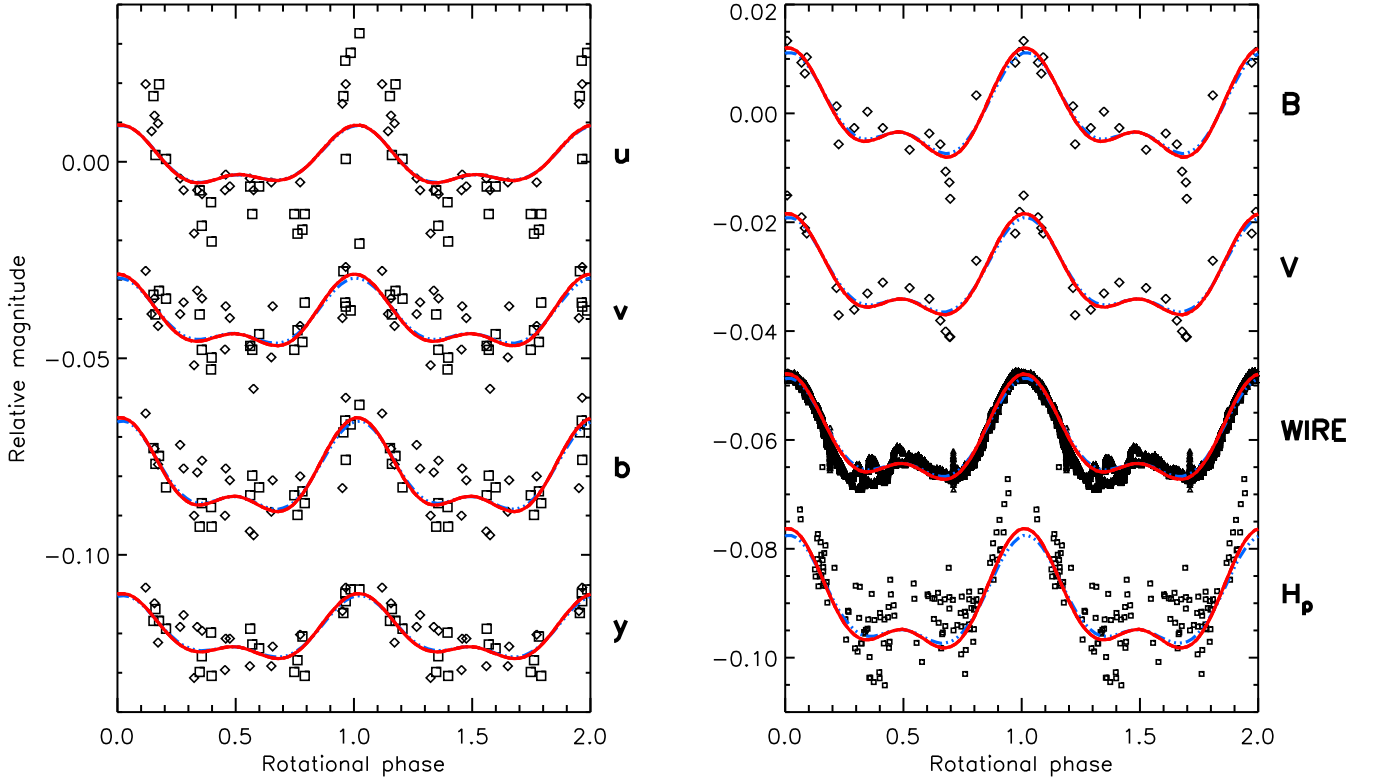 0.02
0.00
u
B
0.00
−0.02
v
V
Relative magnitude
−0.05
−0.04
b
−0.06
WIRE
−0.10
−0.08
y
Hp
−0.10
0.0 0.5 1.0 1.5 2.0
0.0 0.5 1.0 1.5 2.0
Rotational phase
Rotational phase